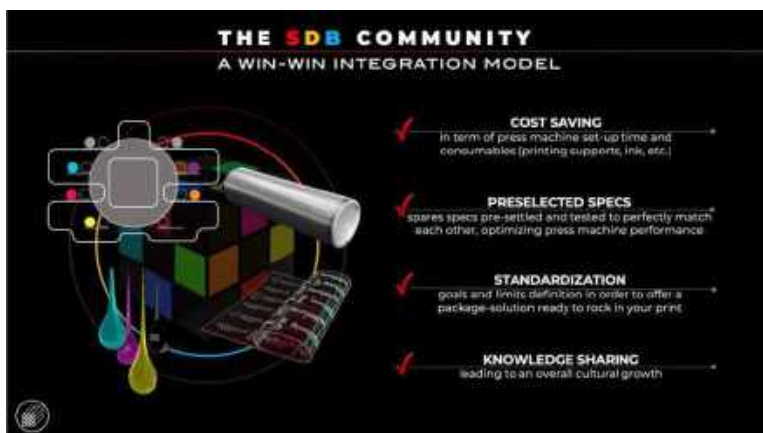 THE SDB COMMUNITY
A WIN-WIN INTEGRATION MODEL
COST SAVING
in term of press machine set-up time and
consumables (printing supports, ink, etc.)
PRESELECTED SPECS
spares specs pre-settled and tested to perfectly match
each other, optimizing press machine performance
STANDARDIZATION
goals and limits definition in order to offer a
package-solution ready to rock in your print
KNOWLEDGE SHARING
leading to an overall cultural growth